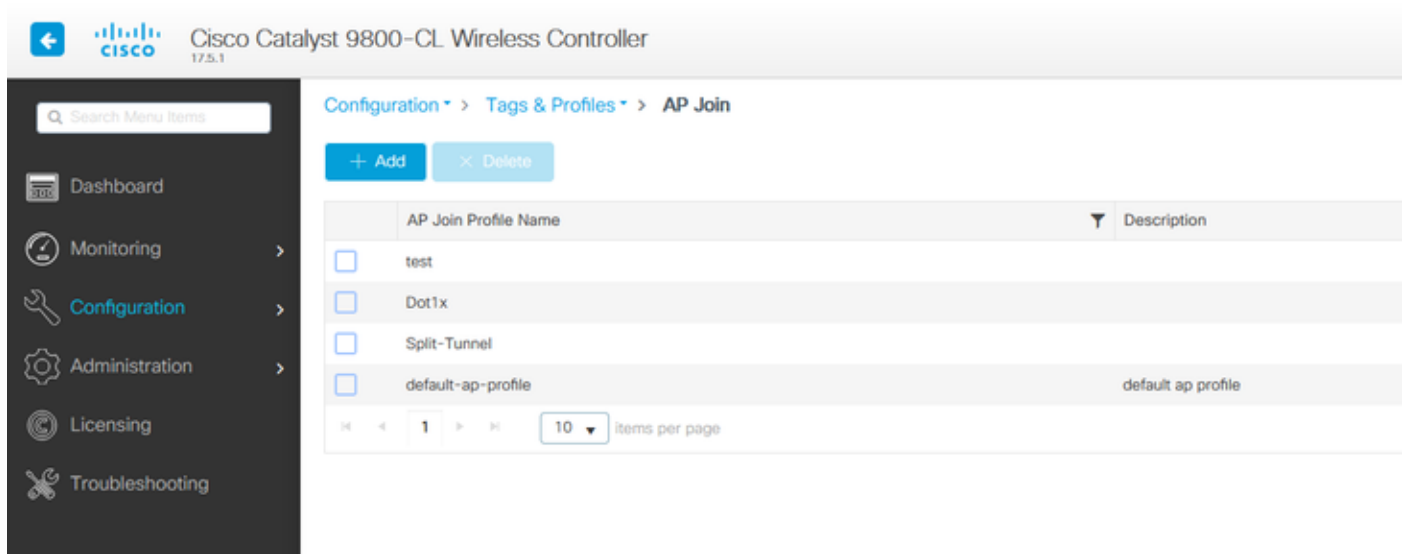 CISCO
Cisco Catalyst 9800-CL Wireless Controller
17.5.1
Search Menu Items
Dashboard
Monitoring
Configuration
Administration
Licensing
Troubleshooting
Configuration > Tags & Profiles > AP Join
+ Add × Delete
AP Join Profile Name Description
test
Dot1x
Split-Tunnel
default-ap-profile default ap profile
1 10 items per page